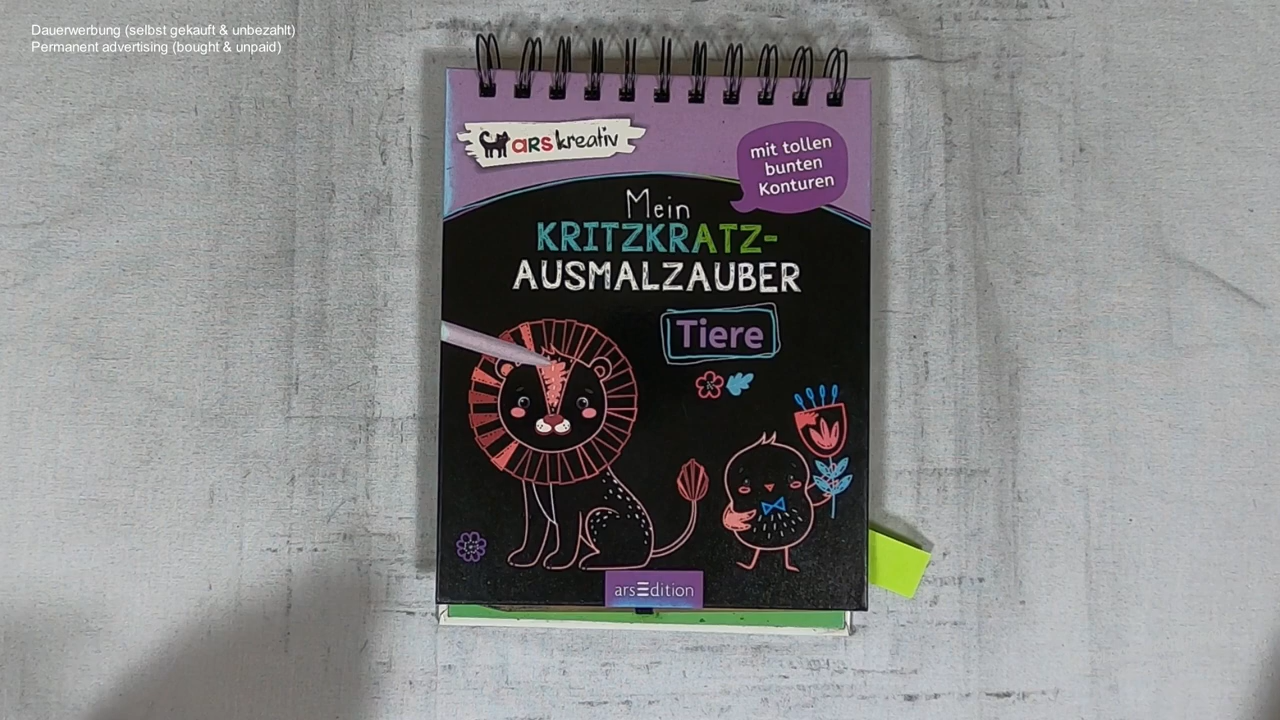 Dauerwerbung (selbst gekauft & unbezahlt)
Permanent advertising (bought & unpaid)
aRS kreativ
mit tollen
bunten
Konturen
Mein
KRITZKRATZ-
AUSMALZAUBER
Tiere
arsEdition